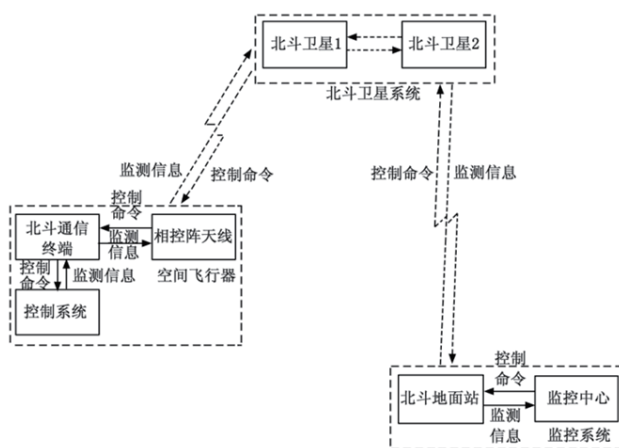 北斗卫星1
北斗卫星2
北斗卫星系统
监测信息
控制命令
控制命令
监测信息
控制
命令
北斗通信
终端
监测
信息
相控阵天线
控制
命令
监测信息
空间飞行器
控制系统
控制
命令
北斗地面站
监控中心
监测
信息
监控系统